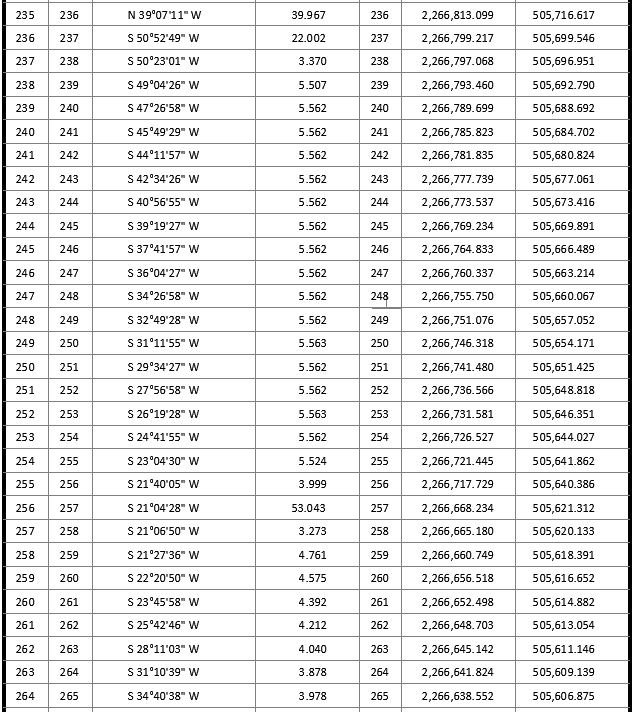 235 236 N 39°07'11" W 39.967 236 2,266,813.099 505,716.617
236 237 S 50°52'49" W 22.002 237 2,266,799.217 505,699.546
237 238 S 50°23'01" W 3.370 238 2,266,797.068 505,696.951
238 239 S 49°04'26" W 5.507 239 2,266,793.460 505,692.790
239 240 S 47°26'58" W 5.562 240 2,266,789.699 505,688.692
240 241 S 45°49'29" W 5.562 241 2,266,785.823 505,684.702
241 242 S 44°11'57" W 5.562 242 2,266,781.835 505,680.824
242 243 S 42°34'26" W 5.562 243 2,266,777.739 505,677.061
243 244 S 40°56'55" W 5.562 244 2,266,773.537 505,673.416
244 245 S 39°19'27" W 5.562 245 2,266,769.234 505,669.891
245 246 S 37°41'57" W 5.562 246 2,266,764.833 505,666.489
246 247 S 36°04'27" W 5.562 247 2,266,760.337 505,663.214
247 248 S 34°26'58" W 5.562 248 2,266,755.750 505,660.067
248 249 S 32°49'28" W 5.562 249 2,266,751.076 505,657.052
249 250 S 31°11'55" W 5.563 250 2,266,746.318 505,654.171
250 251 S 29°34'27" W 5.562 251 2,266,741.480 505,651.425
251 252 S 27°56'58" W 5.562 252 2,266,736.566 505,648.818
252 253 S 26°19'28" W 5.563 253 2,266,731.581 505,646.351
253 254 S 24°41'55" W 5.562 254 2,266,726.527 505,644.027
254 255 S 23°04'30" W 5.524 255 2,266,721.445 505,641.862
255 256 S 21°40'05" W 3.999 256 2,266,717.729 505,640.386
256 257 S 21°04'28" W 53.043 257 2,266,668.234 505,621.312
257 258 S 21°06'50" W 3.273 258 2,266,665.180 505,620.133
258 259 S 21°27'36" W 4.761 259 2,266,660.749 505,618.391
259 260 S 22°20'50" W 4.575 260 2,266,656.518 505,616.652
260 261 S 23°45'58" W 4.392 261 2,266,652.498 505,614.882
261 262 S 25°42'46" W 4.212 262 2,266,648.703 505,613.054
262 263 S 28°11'03" W 4.040 263 2,266,645.142 505,611.146
263 264 S 31°10'39" W 3.878 264 2,266,641.824 505,609.139
264 265 S 34°40'38" W 3.978 265 2,266,638.552 505,606.875